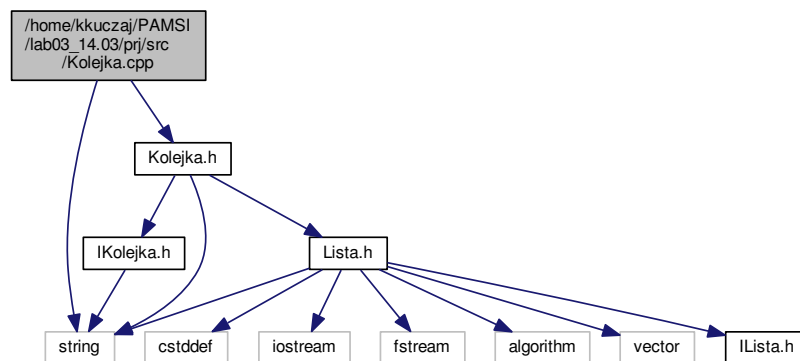 /home/kkuczaj/PAMSI
/lab03_14.03/prj/src
/Kolejka.cpp
Kolejka.h
IKolejka.h
Lista.h
string
cstddef
iostream
fstream
algorithm
vector
ILista.h